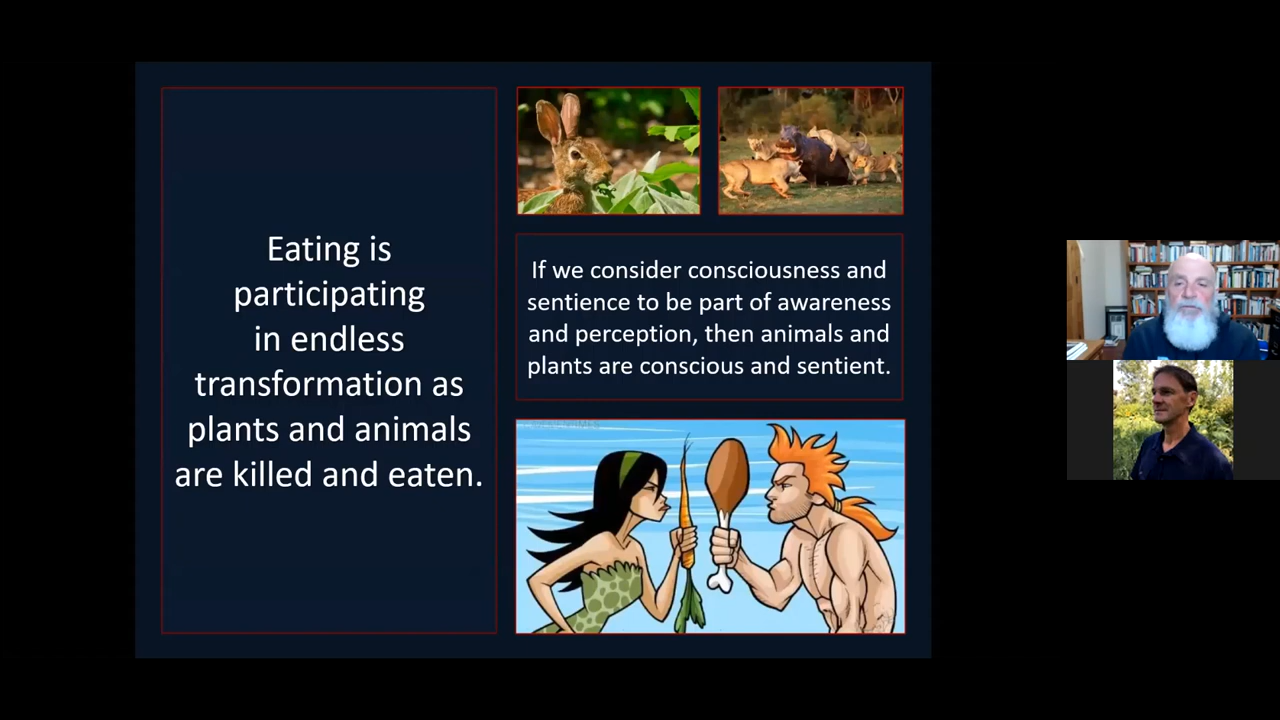 Eating is
participating
in endless
transformation as
plants and animals
are killed and eaten.
If we consider consciousness and
sentience to be part of awareness
and perception, then animals and
plants are conscious and sentient.